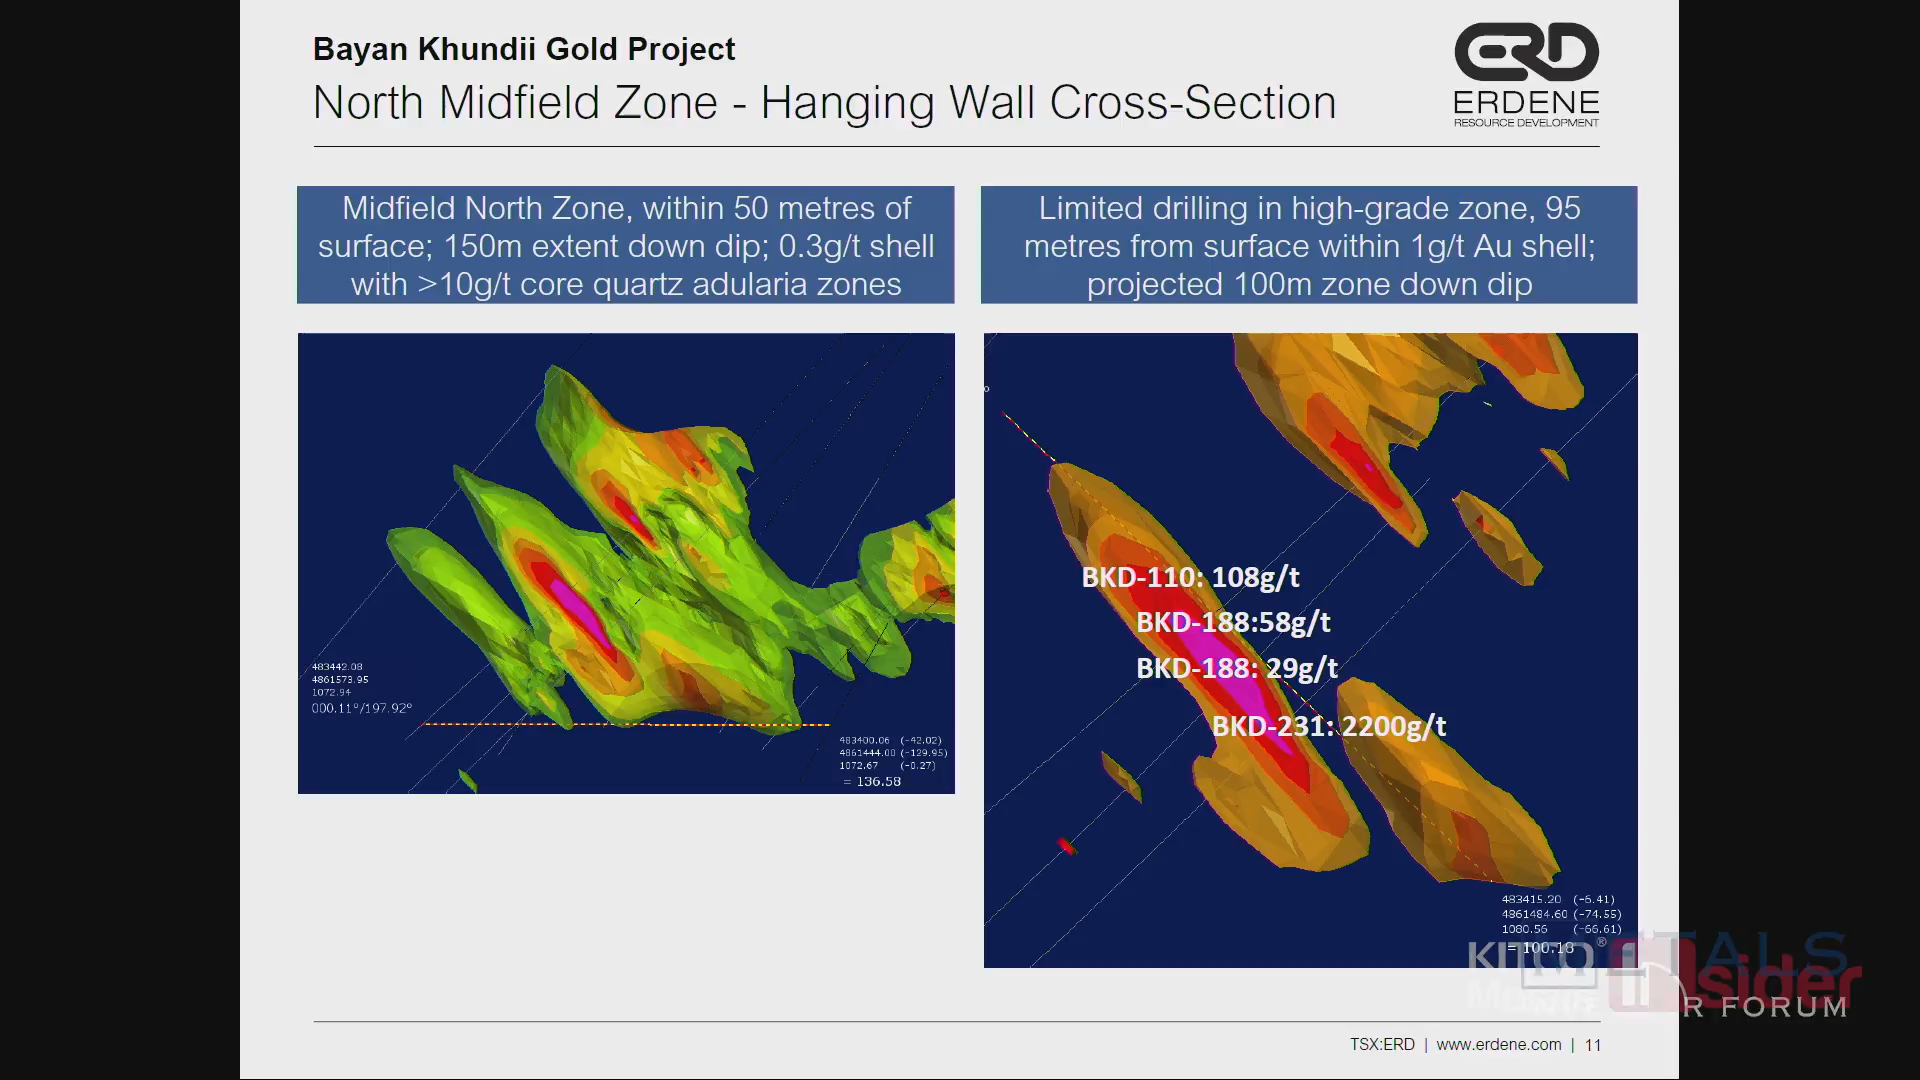 Bayan Khundii Gold Project
North Midfield Zone - Hanging Wall Cross-Section
ERD
ERDENE
RESOURCE DEVELOPMENT
Midfield North Zone, within 50 metres of
surface; 150m extent down dip; 0.3g/t shell
with >10g/t core quartz adularia zones
Limited drilling in high-grade zone, 95
metres from surface within 1g/t Au shell;
projected 100m zone down dip
483442.08
4861573.95
1072.94
000.11°/197.92°
483400.06 (-42.02)
4861444.00 (-129.95)
1072.67 (-0.27)
= 136.58
BKD-110: 108g/t
BKD-188:58g/t
BKD-188: 29g/t
BKD-231: 2200g/t
483415.20 (-6.41)
4861484.60 (-74.55)
1080.56 (-66.61)
= 100.13
KITCO
METALS
Insider
FORUM
TSX:ERD | www.erdene.com | 11